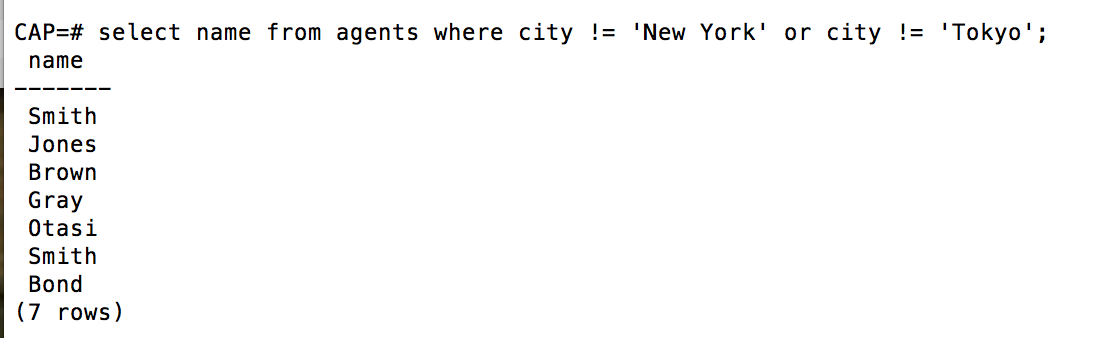 CAP=# select name from agents where city != 'New York' or city != 'Tokyo';
 name
-------
 Smith
 Jones
 Brown
 Gray
 Otasi
 Smith
 Bond
(7 rows)